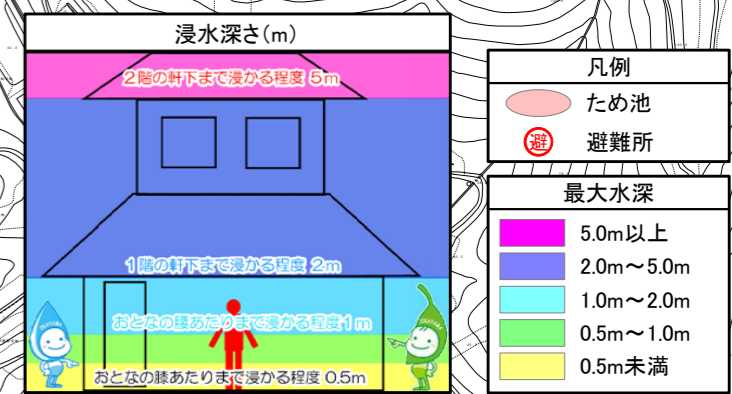 浸水深さ(m)
2階の軒下まで浸かる程度 5m
1階の軒下まで浸かる程度 2m
おとなの腰あたりまで浸かる程度1m
おとなの膝あたりまで浸かる程度 0.5m
凡例
ため池
避 避難所
最大水深
5.0m以上
2.0m～5.0m
1.0m～2.0m
0.5m～1.0m
0.5m未満